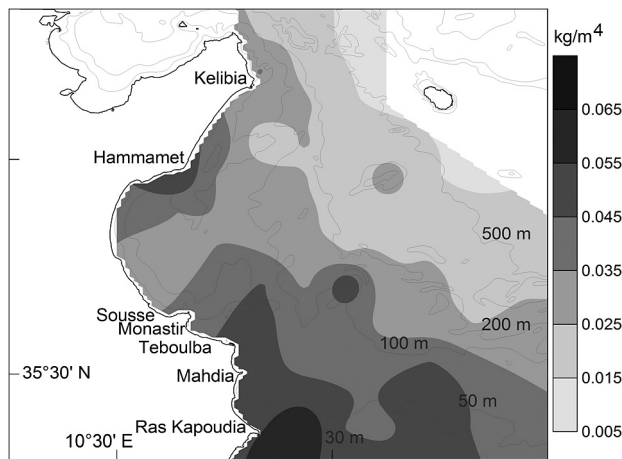 kg/m4
Kelibia
0.065
Hammamet
0.055
0.045
500 m
0.035
Sousse
Monastir
200 m
0.025
Teboulba
100 m
35°30' N
Mahdia
0.015
50 m
Ras Kapoudia
0.005
10°30' E
30 m